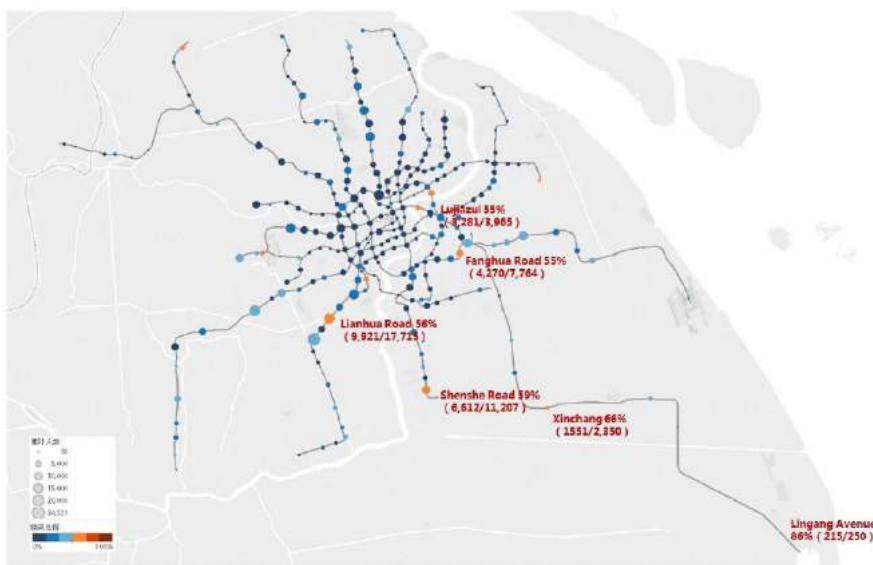 Lujiazui 55%
Fanghua Road 55%
( 4,270/7,764 )
Lianhua Road 56%
( 9,921/17,715 )
Shenshe Road 59%
( 6,612/11,207 )
Xinchang 66%
( 1551/2,350 )
Lingang Avenue
86% ( 215/250 )
5,000
10,000
15,000
20,000
0%